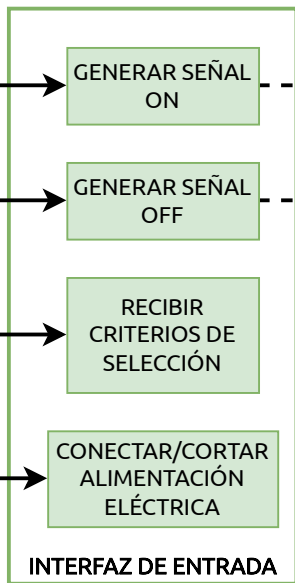 GENERAR SEÑAL
ON
GENERAR SEÑAL
OFF
RECIBIR
CRITERIOS DE
SELECCIÓN
CONECTAR/CORTAR
ALIMENTACIÓN
ELÉCTRICA
INTERFAZ DE ENTRADA